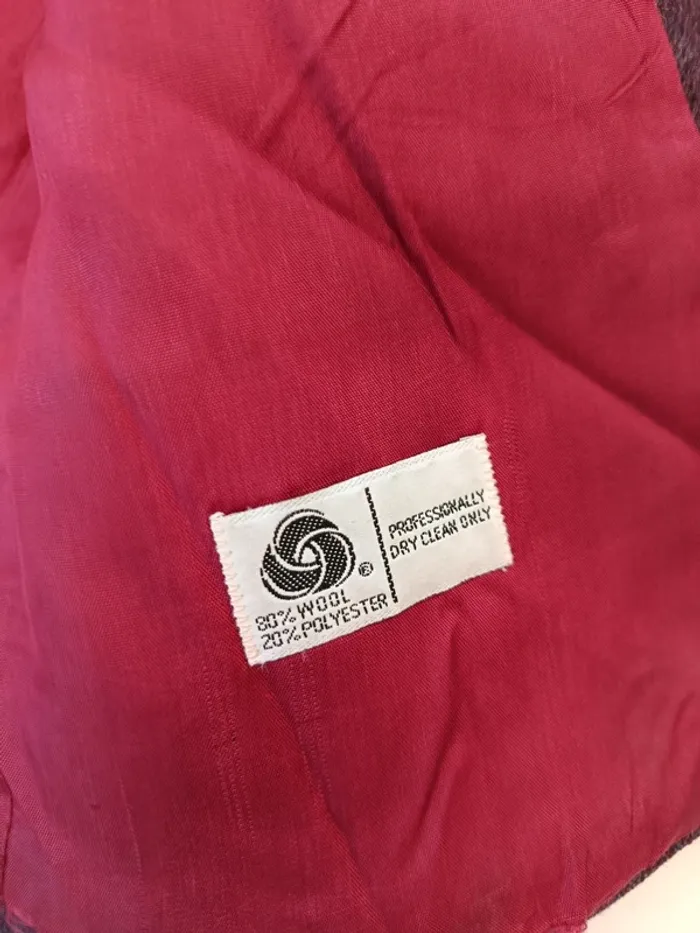 ®
80% WOOL
20% POLYESTER
PROFESSIONALLY
DRY CLEAN ONLY